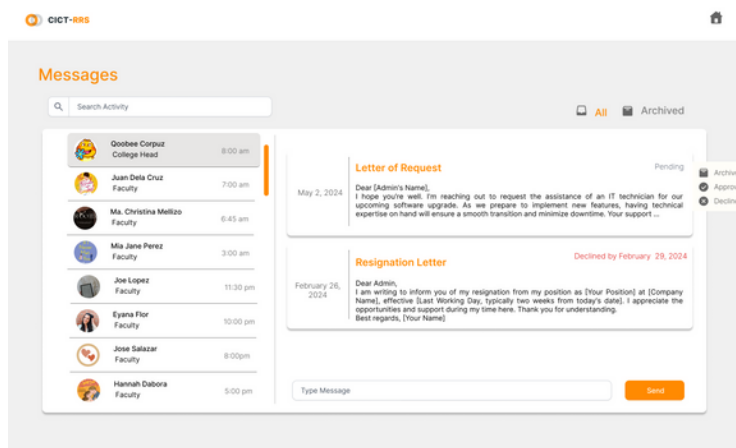 CICT-RRS
Messages
Search Activity
All
Archived
Qoobee Corpuz
College Head
8:00 am
Juan Dela Cruz
Faculty
7:00 am
Ma. Christina Mellizo
Faculty
6:45 am
Mia Jane Perez
Faculty
3:00 am
Joe Lopez
Faculty
11:30 pm
Eyana Flor
Faculty
10:00 pm
Jose Salazar
Faculty
8:00pm
Hannah Dabora
Faculty
5:00 pm
Letter of Request
Pending
May 2, 2024
Dear [Admin's Name],
I hope you're well. I'm reaching out to request the assistance of an IT technician for our
upcoming software upgrade. As we prepare to implement new features, having technical
expertise on hand will ensure a smooth transition and minimize downtime. Your support ...
Archive
Approv
Decline
Resignation Letter
Declined by February 29, 2024
February 26,
2024
Dear Admin,
I am writing to inform you of my resignation from my position as [Your Position] at [Company
Name], effective [Last Working Day, typically two weeks from today's date]. I appreciate the
opportunities and support during my time here. Thank you for understanding.
Best regards, [Your Name]
Type Message
Send